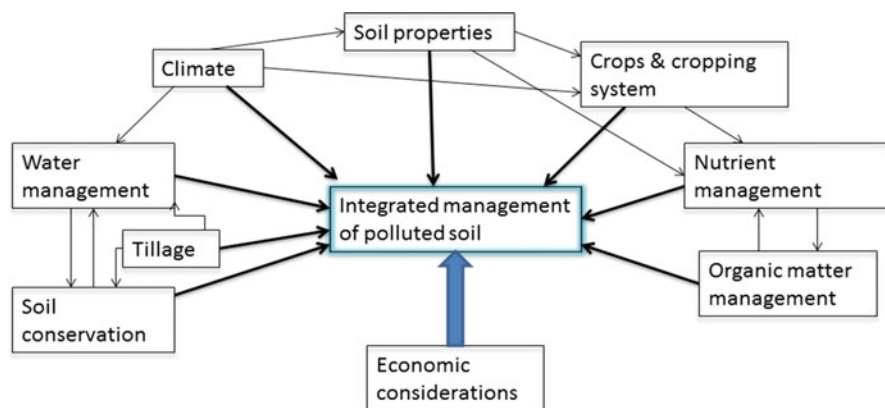 Soil properties
Climate
Crops & cropping
system
Water
management
Nutrient
management
Integrated management
of polluted soil
Tillage
Organic matter
management
Soil
conservation
Economic
considerations